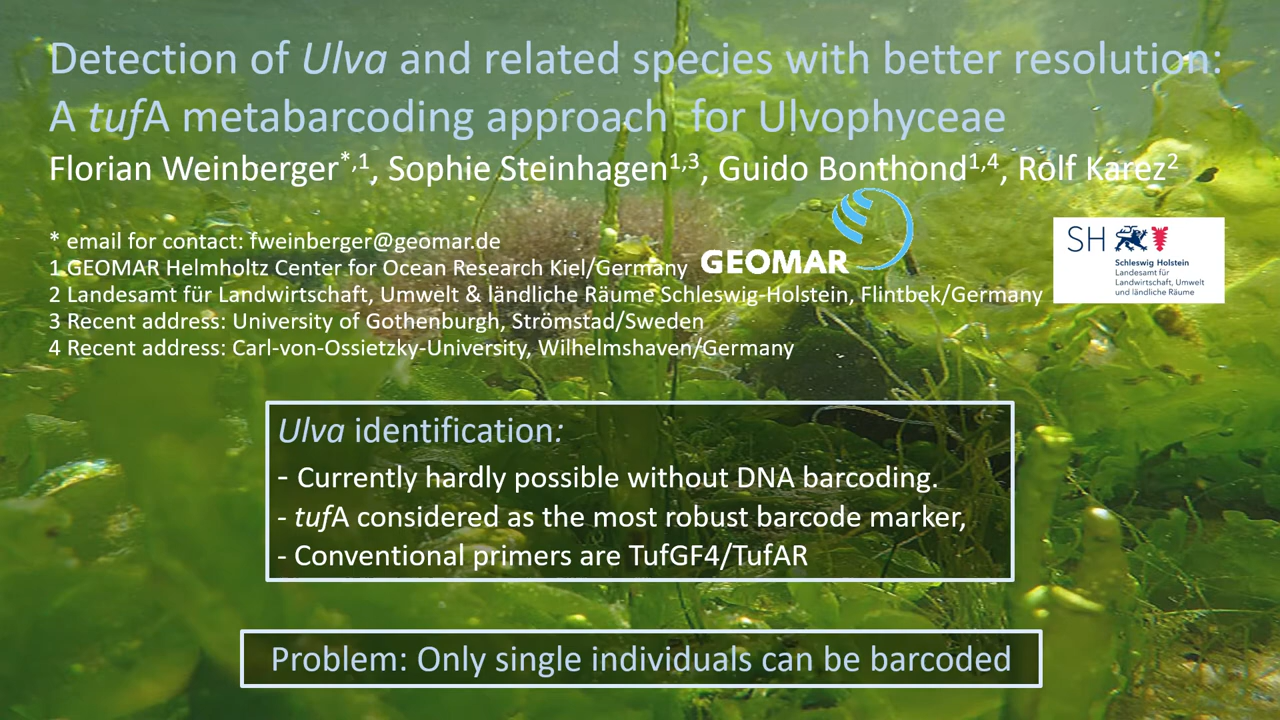 Detection of Ulva and related species with better resolution:
A tufA metabarcoding approach for Ulvophyceae
Florian Weinberger*,1, Sophie Steinhagen1,3, Guido Bonthond1,4, Rolf Karez2
* email for contact: fweinberger@geomar.de
1 GEOMAR Helmholtz Center for Ocean Research Kiel/Germany
2 Landesamt für Landwirtschaft, Umwelt & ländliche Räume Schleswig-Holstein, Flintbek/Germany
3 Recent address: University of Gothenburgh, Strömstad/Sweden
4 Recent address: Carl-von-Ossietzky-University, Wilhelmshaven/Germany
GEOMAR
SH
Schleswig Holstein
Landesamt für
Landwirtschaft, Umwelt
und ländliche Räume
Ulva identification:
- Currently hardly possible without DNA barcoding.
- tufA considered as the most robust barcode marker,
- Conventional primers are TufGF4/TufAR
Problem: Only single individuals can be barcoded